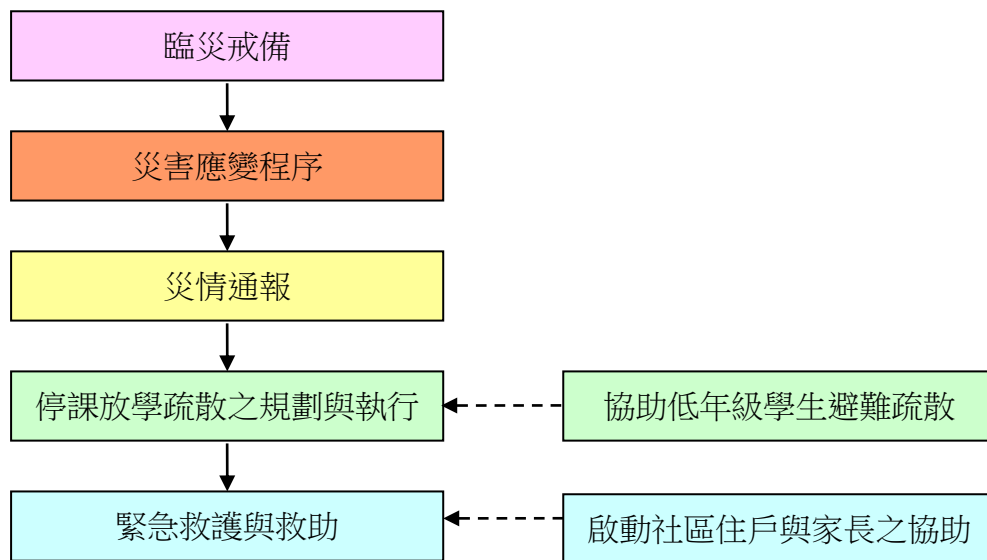 臨災戒備
災害應變程序
災情通報
停課放學疏散之規劃與執行
協助低年級學生避難疏散
緊急救護與救助
啟動社區住戶與家長之協助